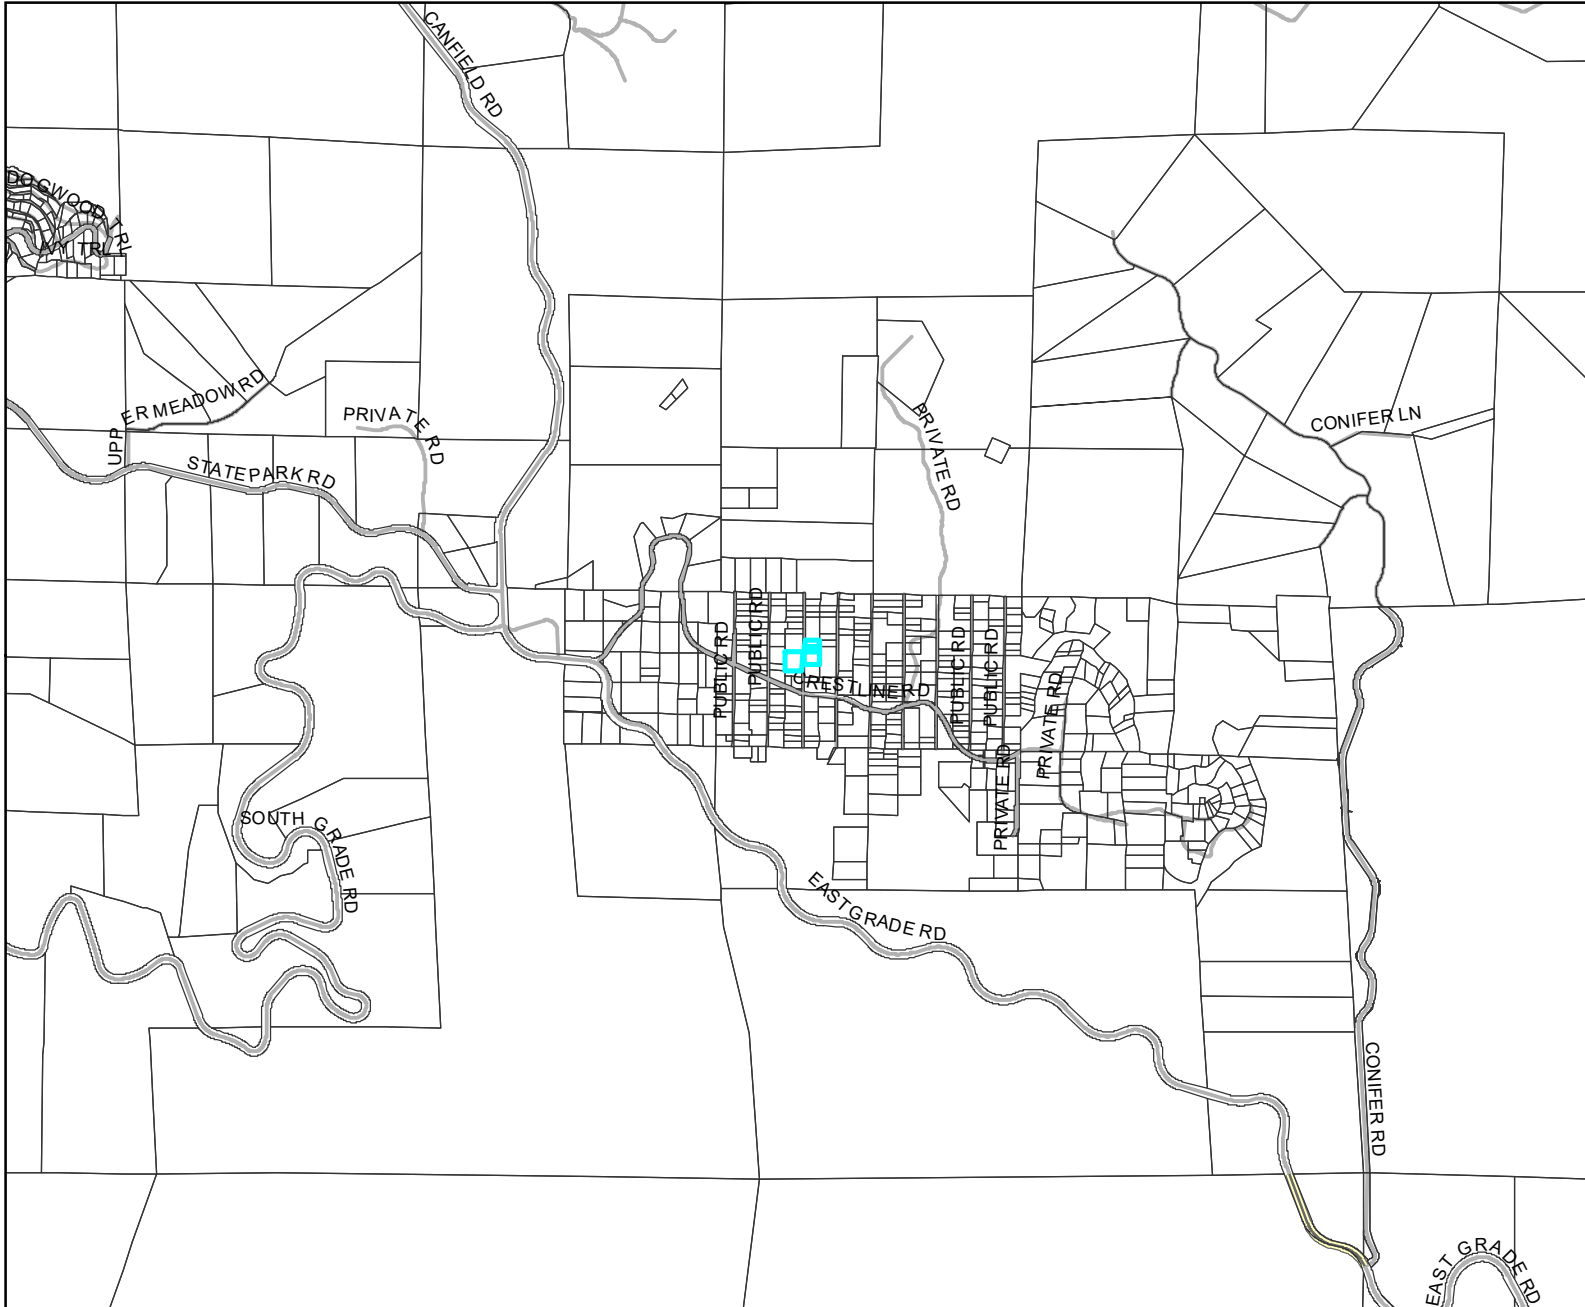 CANFIELD RD
DOGWOOD TRL
IVY TRL
UPPER MEADOW RD
PRIVATE RD
CONIFER LN
STATE PARK RD
PRIVATE RD
PUBLIC RD
PUBLIC RD
PUBLIC RD
PUBLIC RD
CRESTLINE RD
PRIVATE RD
PRIVATE RD
SOUTH GRADE RD
EAST GRADE RD
CONIFER RD
EAST GRADE RD